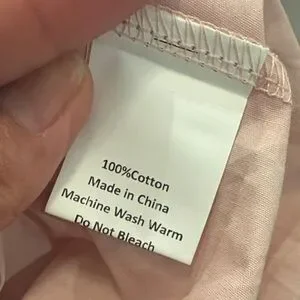 100%Cotton
Made in China
Machine Wash Warm
Do Not Bleach